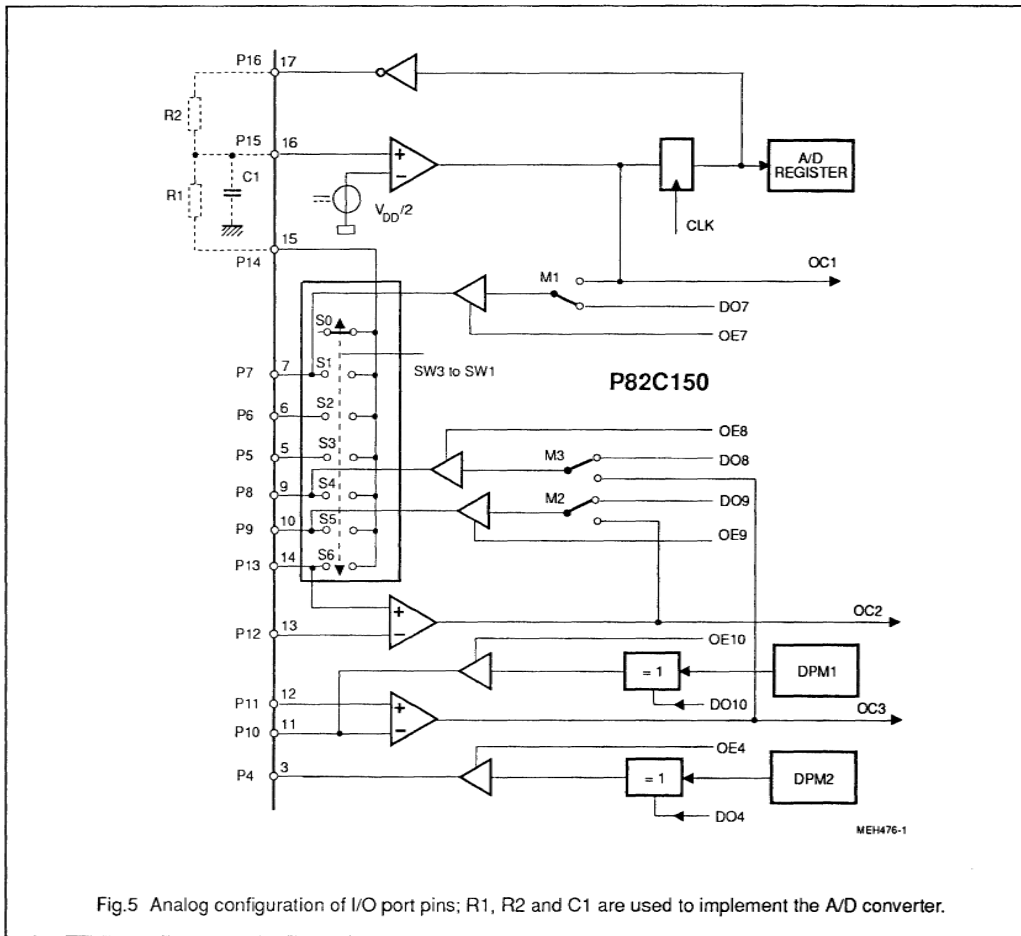 P16 17
R2
P15 16
C1
R1
V_DD/2
A/D REGISTER
CLK
15
P14
OC1
M1
DO7
OE7
S0
SW3 to SW1
P82C150
P7 7 S1
P6 6 S2
P5 5 S3
P8 9 S4
P9 10 S5
P13 14 S6
OE8
M3
DO8
M2
DO9
OE9
+
−
OC2
P12 13
OE10
= 1
DPM1
DO10
P11 12
+
−
OC3
P10 11
OE4
P4 3
= 1
DPM2
DO4
MEH476-1
Fig.5 Analog configuration of I/O port pins; R1, R2 and C1 are used to implement the A/D converter.